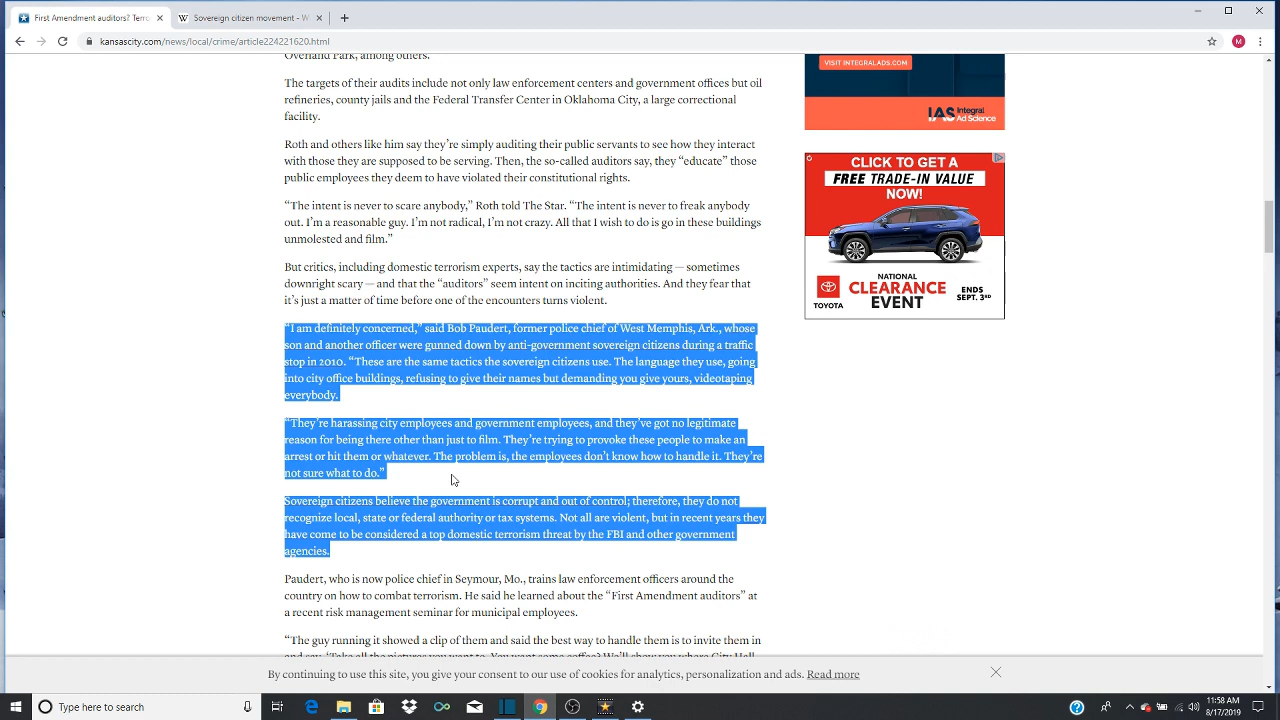 First Amendment auditors? Terro
Sovereign citizen movement - W
kansascity.com/news/local/crime/article224221620.html
M
Overland Park, among others.
The targets of their audits include not only law enforcement centers and government offices but oil
refineries, county jails and the Federal Transfer Center in Oklahoma City, a large correctional
facility.
Roth and others like him say they’re simply auditing their public servants to see how they interact
with those they are supposed to be serving. Then, the so-called auditors say, they “educate” those
public employees they deem to have violated their constitutional rights.
“The intent is never to scare anybody,” Roth told The Star. “The intent is never to freak anybody
out. I’m a reasonable guy. I’m not radical, I’m not crazy. All that I wish to do is go in these buildings
unmolested and film.”
But critics, including domestic terrorism experts, say the tactics are intimidating — sometimes
downright scary — and that the “auditors” seem intent on inciting authorities. And they fear that
it’s just a matter of time before one of the encounters turns violent.
“I am definitely concerned,” said Bob Paudert, former police chief of West Memphis, Ark., whose
son and another officer were gunned down by anti-government sovereign citizens during a traffic
stop in 2010. “These are the same tactics the sovereign citizens use. The language they use, going
into city office buildings, refusing to give their names but demanding you give yours, videotaping
everybody.
“They’re harassing city employees and government employees, and they’ve got no legitimate
reason for being there other than just to film. They’re trying to provoke these people to make an
arrest or hit them or whatever. The problem is, the employees don’t know how to handle it. They’re
not sure what to do.”
Sovereign citizens believe the government is corrupt and out of control; therefore, they do not
recognize local, state or federal authority or tax systems. Not all are violent, but in recent years they
have come to be considered a top domestic terrorism threat by the FBI and other government
agencies.
Paudert, who is now police chief in Seymour, Mo., trains law enforcement officers around the
country on how to combat terrorism. He said he learned about the “First Amendment auditors” at
a recent risk management seminar for municipal employees.
“The guy running it showed a clip of them and said the best way to handle them is to invite them in
and say, ‘Take all the pictures you want to. You want some coffee? We’ll show you where City Hall
VISIT INTEGRALADS.COM
IAS Integral
Ad Science
CLICK TO GET A
FREE TRADE-IN VALUE
NOW!
NATIONAL
CLEARANCE
EVENT
ENDS
SEPT. 3RD
TOYOTA
By continuing to use this site, you give your consent to our use of cookies for analytics, personalization and ads. Read more
Type here to search
11:58 AM
8/17/2019